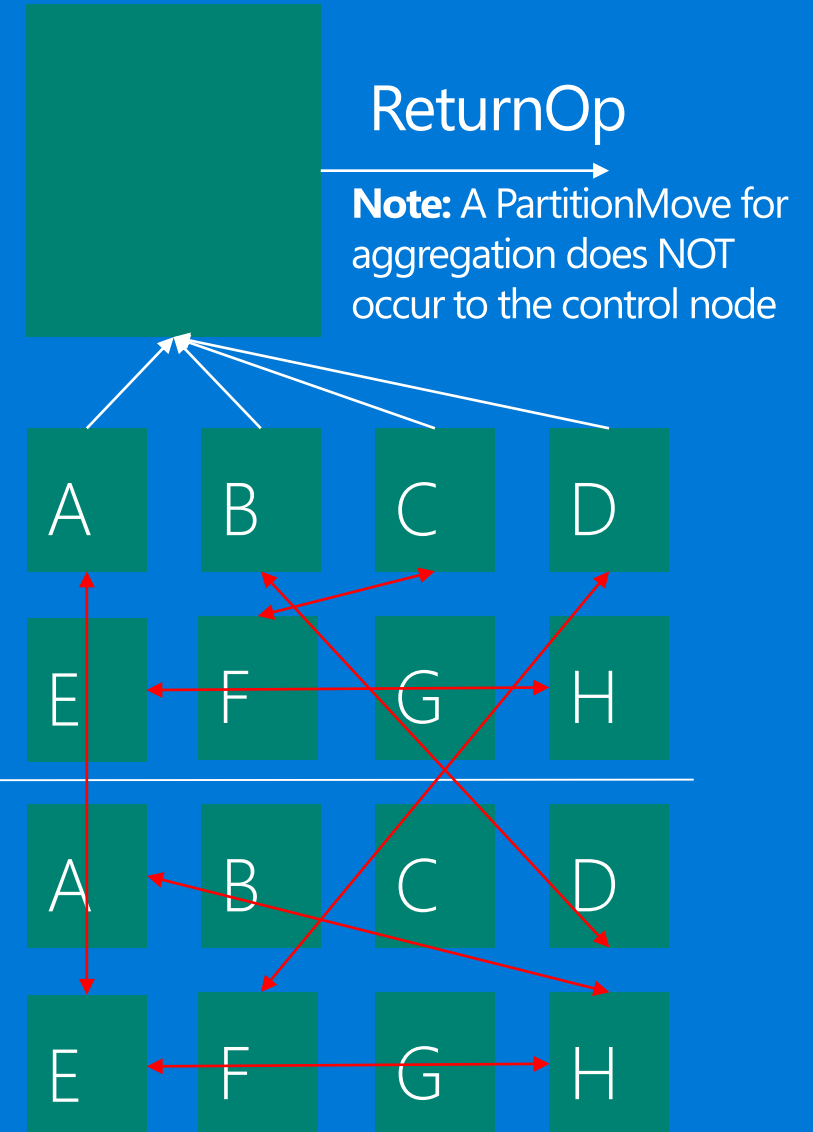 ReturnOp
Note: A PartitionMove for
aggregation does NOT
occur to the control node
A B C D
E F G H
A B C D
E F G H